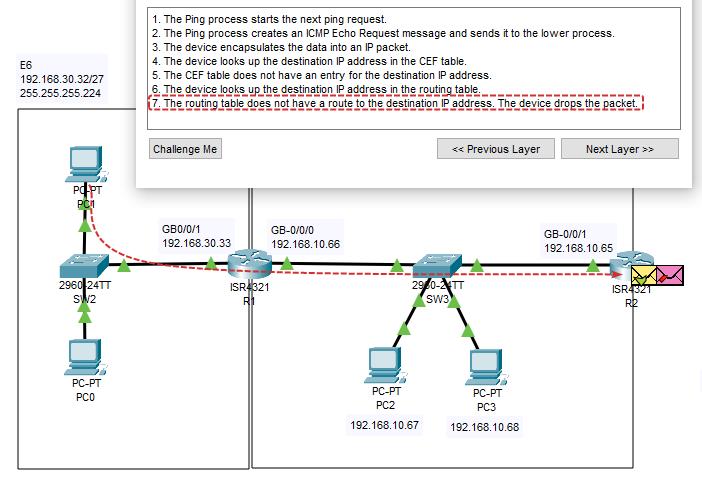 1. The Ping process starts the next ping request.
2. The Ping process creates an ICMP Echo Request message and sends it to the lower process.
3. The device encapsulates the data into an IP packet.
4. The device looks up the destination IP address in the CEF table.
5. The CEF table does not have an entry for the destination IP address.
6. The device looks up the destination IP address in the routing table.
7. The routing table does not have a route to the destination IP address. The device drops the packet.
Challenge Me
<< Previous Layer
Next Layer >>
E6
192.168.30.32/27
255.255.255.224
PC-PT
PC1
GB0/0/1
192.168.30.33
GB-0/0/0
192.168.10.66
GB-0/0/1
192.168.10.65
2960-24TT
SW2
ISR4321
R1
2960-24TT
SW3
ISR4321
R2
PC-PT
PC0
PC-PT
PC2
192.168.10.67
PC-PT
PC3
192.168.10.68